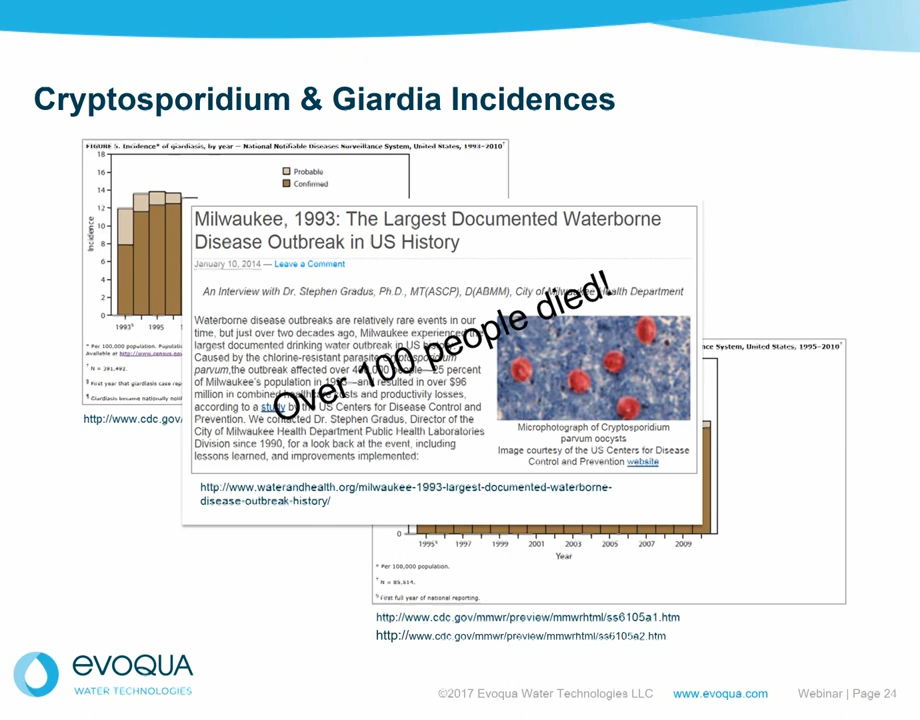 Cryptosporidium & Giardia Incidences
FIGURE 5. Incidence* of giardiasis, by year — National Notifiable Diseases Surveillance System, United States, 1993–2010†
18
16
14
12
10
8
6
4
2
0
Incidence
Probable
Confirmed
1993§ 1995
* Per 100,000 population.
Available at http://www.census.gov
† N = 291,492.
§ First year that giardiasis case
¶ Giardiasis became nationally
http://www.cdc.gov
Milwaukee, 1993: The Largest Documented Waterborne
Disease Outbreak in US History
January 10, 2014 — Leave a Comment
An Interview with Dr. Stephen Gradus, Ph.D., MT(ASCP), D(ABMM), City of Milwaukee Health Department
Waterborne disease outbreaks are relatively rare events in our
time, but just over two decades ago, Milwaukee experienced the
largest documented drinking water outbreak in US history.
Caused by the chlorine-resistant parasite Cryptosporidium
parvum,the outbreak affected over 400,000 people—25 percent
of Milwaukee's population in 1993—and resulted in over $96
million in combined healthcare costs and productivity losses,
according to a study by the US Centers for Disease Control and
Prevention. We contacted Dr. Stephen Gradus, Director of the
City of Milwaukee Health Department Public Health Laboratories
Division since 1990, for a look back at the event, including
lessons learned, and improvements implemented:
Microphotograph of Cryptosporidium
parvum oocysts
Image courtesy of the US Centers for Disease
Control and Prevention website
Over 100 people died!
http://www.waterandhealth.org/milwaukee-1993-largest-documented-waterborne-
disease-outbreak-history/
System, United States, 1995–2010†
0
1995§ 1997 1999 2001 2003 2005 2007 2009
Year
* Per 100,000 population.
† N = 85,514.
§ First full year of national reporting.
http://www.cdc.gov/mmwr/preview/mmwrhtml/ss6105a1.htm
http://www.cdc.gov/mmwr/preview/mmwrhtml/ss6105a2.htm
evoqua
WATER TECHNOLOGIES
©2017 Evoqua Water Technologies LLC www.evoqua.com Webinar | Page 24